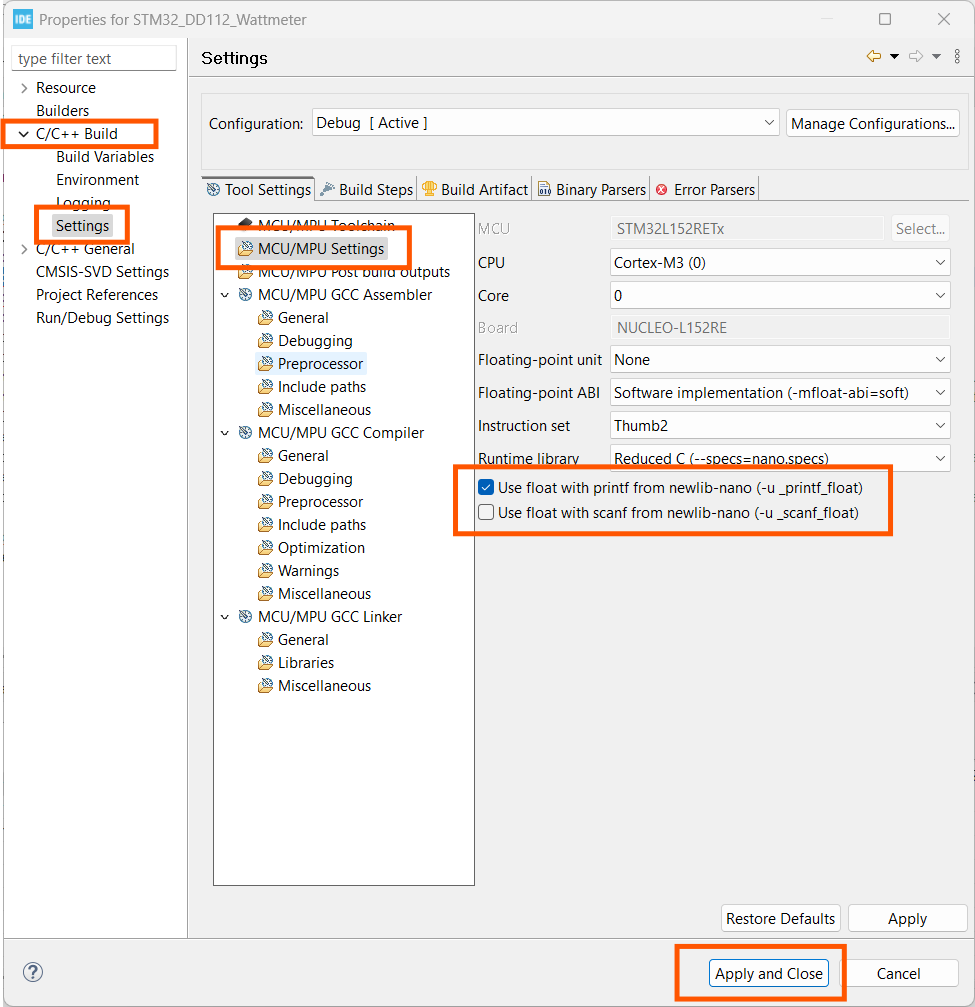 IDE Properties for STM32_DD112_Wattmeter
type filter text
Resource
Builders
C/C++ Build
Build Variables
Environment
Logging
Settings
C/C++ General
CMSIS-SVD Settings
Project References
Run/Debug Settings
Settings
Configuration: Debug [ Active ] Manage Configurations...
Tool Settings Build Steps Build Artifact Binary Parsers Error Parsers
MCU/MPU Toolchain
MCU/MPU Settings
MCU/MPU Post build outputs
MCU/MPU GCC Assembler
General
Debugging
Preprocessor
Include paths
Miscellaneous
MCU/MPU GCC Compiler
General
Debugging
Preprocessor
Include paths
Optimization
Warnings
Miscellaneous
MCU/MPU GCC Linker
General
Libraries
Miscellaneous
MCU STM32L152RETx Select...
CPU Cortex-M3 (0)
Core 0
Board NUCLEO-L152RE
Floating-point unit None
Floating-point ABI Software implementation (-mfloat-abi=soft)
Instruction set Thumb2
Runtime library Reduced C (--specs=nano.specs)
Use float with printf from newlib-nano (-u _printf_float)
Use float with scanf from newlib-nano (-u _scanf_float)
Restore Defaults Apply
? Apply and Close Cancel